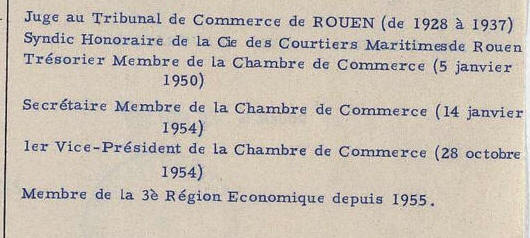 Juge au Tribunal de Commerce de ROUEN (de 1928 à 1937)
Syndic Honoraire de la Cie des Courtiers Maritimesde Rouen
Trésorier Membre de la Chambre de Commerce (5 janvier
1950)
Secrétaire Membre de la Chambre de Commerce (14 janvier
1954)
1er Vice-Président de la Chambre de Commerce (28 octobre
1954)
Membre de la 3è Région Economique depuis 1955.